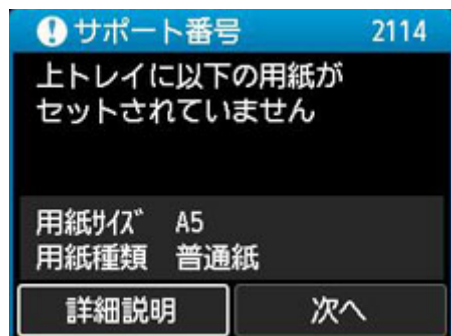 サポート番号 2114
上トレイに以下の用紙が
セットされていません
用紙ｻｲｽﾞ A5
用紙種類 普通紙
詳細説明 次へ